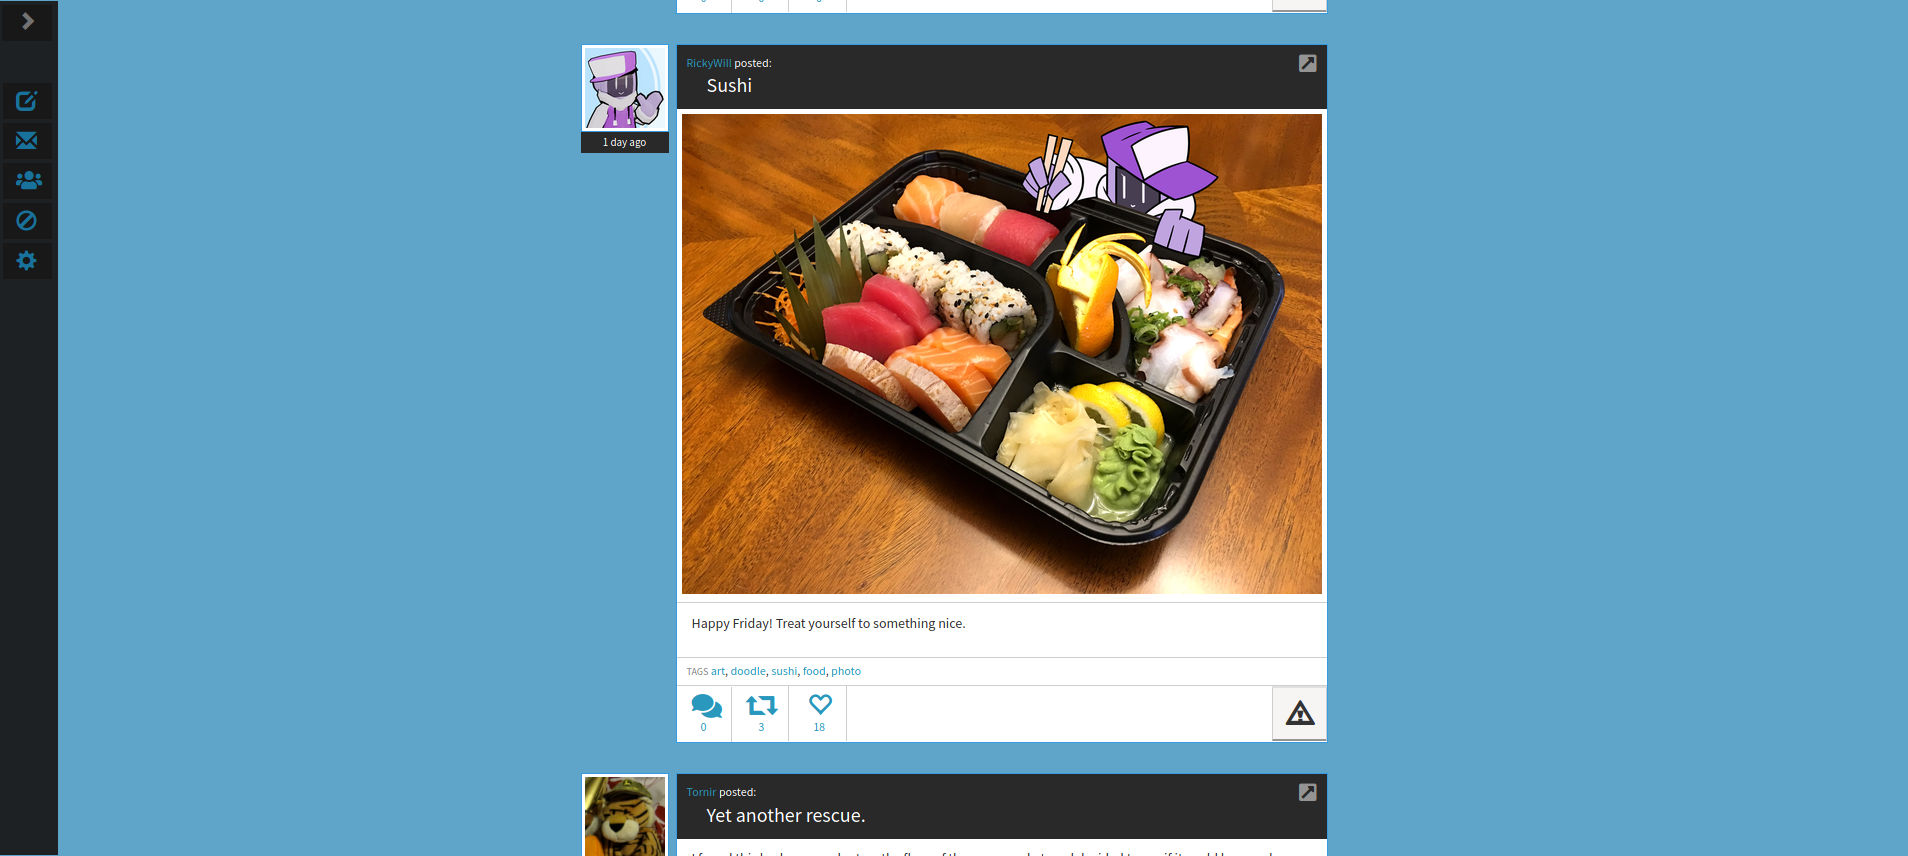 RickyWill posted:
Sushi
1 day ago
Happy Friday! Treat yourself to something nice.
TAGS art, doodle, sushi, food, photo
0
3
18
Tornir posted:
Yet another rescue.